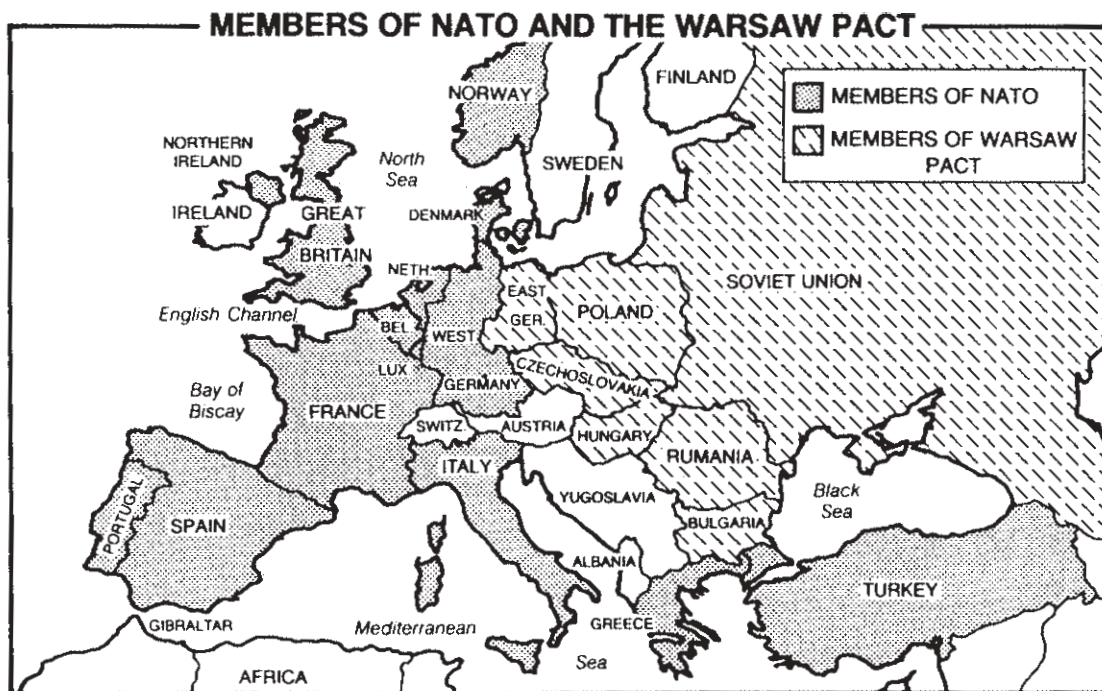 MEMBERS OF NATO AND THE WARSAW PACT
FINLAND
NORWAY
MEMBERS OF NATO
MEMBERS OF WARSAW
PACT
NORTHERN
IRELAND
North
Sea
SWEDEN
IRELAND
GREAT
BRITAIN
DENMARK
NETH
SOVIET UNION
EAST
GER.
POLAND
English Channel
BEL
WEST
GERMANY
LUX
CZECHOSLOVAKIA
Bay of
Biscay
FRANCE
SWITZ.
AUSTRIA
HUNGARY
RUMANIA
ITALY
YUGOSLAVIA
Black
Sea
PORTUGAL
SPAIN
BULGARIA
ALBANIA
TURKEY
GIBRALTAR
Mediterranean
Sea
GREECE
AFRICA